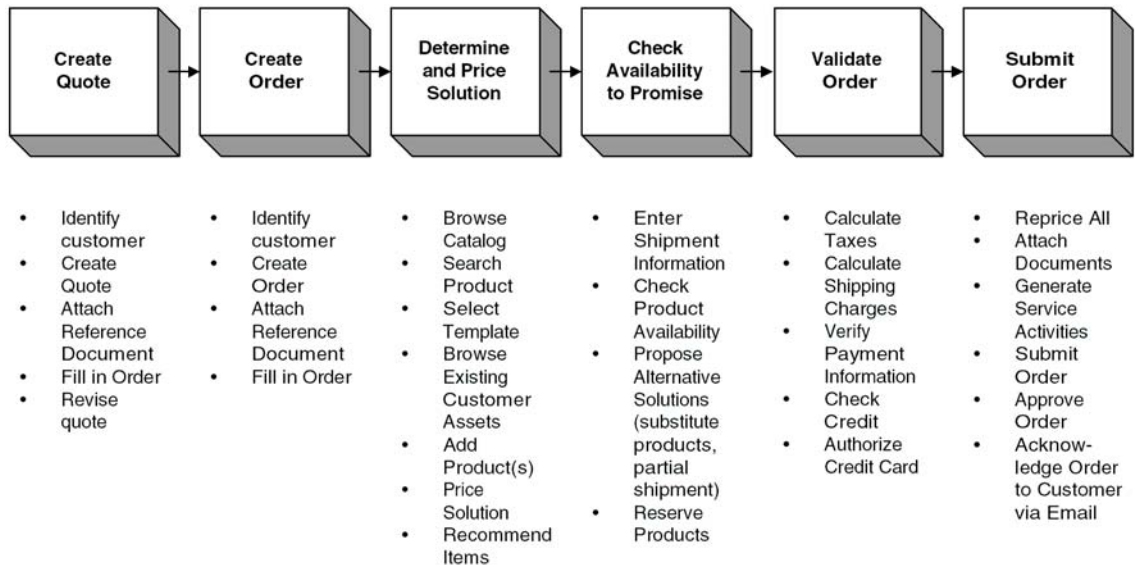 Create
Quote
Create
Order
Determine
and Price
Solution
Check
Availability
to Promise
Validate
Order
Submit
Order
• Identify
customer
• Create
Quote
• Attach
Reference
Document
• Fill in Order
• Revise
quote
• Identify
customer
• Create
Order
• Attach
Reference
Document
• Fill in Order
• Browse
Catalog
• Search
Product
• Select
Template
• Browse
Existing
Customer
Assets
• Add
Product(s)
• Price
Solution
• Recommend
Items
• Enter
Shipment
Information
• Check
Product
Availability
• Propose
Alternative
Solutions
(substitute
products,
partial
shipment)
• Reserve
Products
• Calculate
Taxes
• Calculate
Shipping
Charges
• Verify
Payment
Information
• Check
Credit
• Authorize
Credit Card
• Reprice All
• Attach
Documents
• Generate
Service
Activities
• Submit
Order
• Approve
Order
• Acknow-
ledge Order
to Customer
via Email